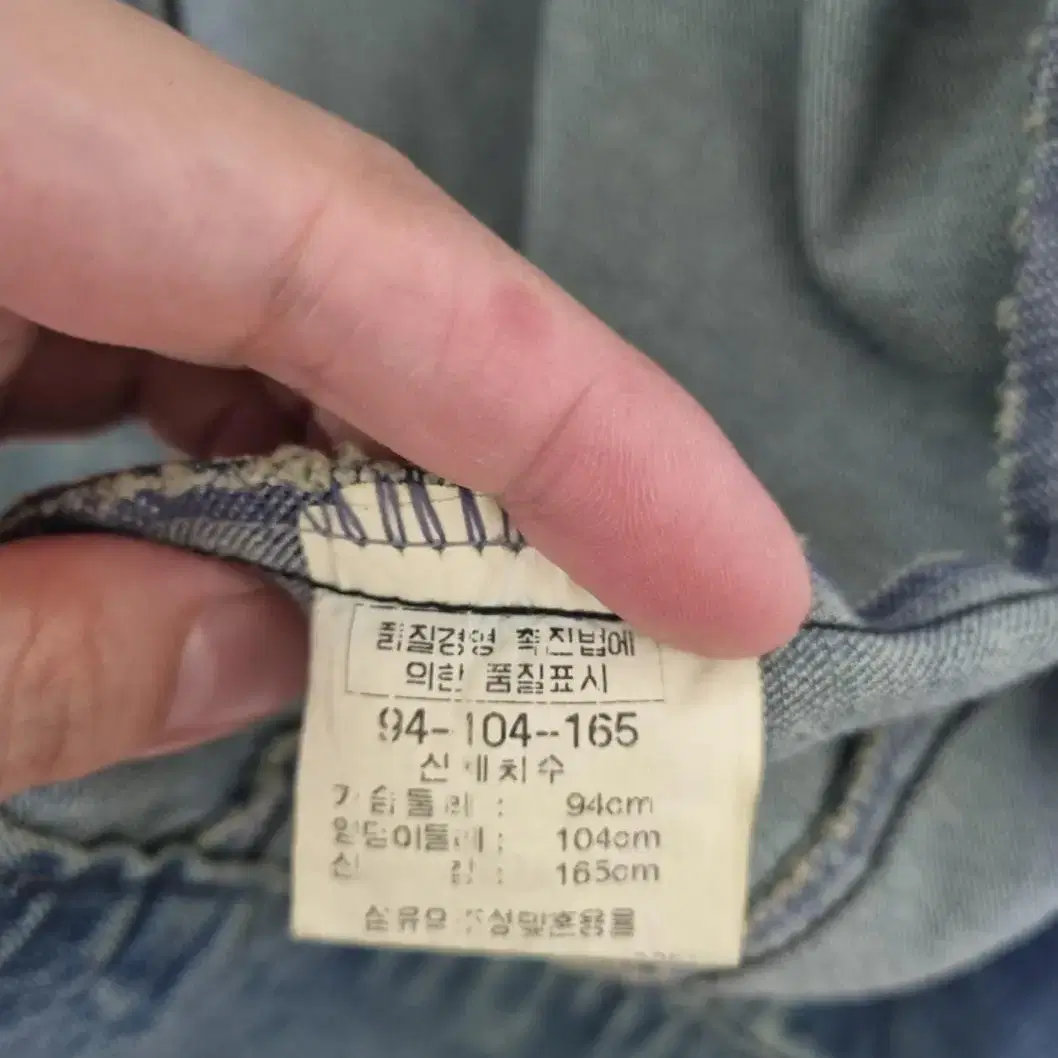 품질경영 촉진법에
의한 품질표시
94-104-165
신체치수
가슴둘레 : 94cm
엉덩이둘레 : 104cm
신 장 : 165cm
섬유의 조성및혼용률